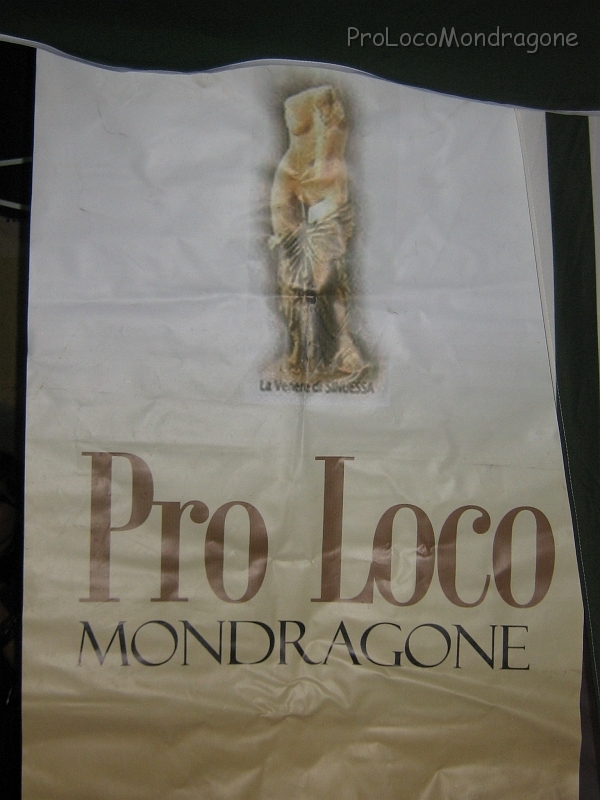 ProLocoMondragone
La Venere di SINUESSA
Pro Loco
MONDRAGONE